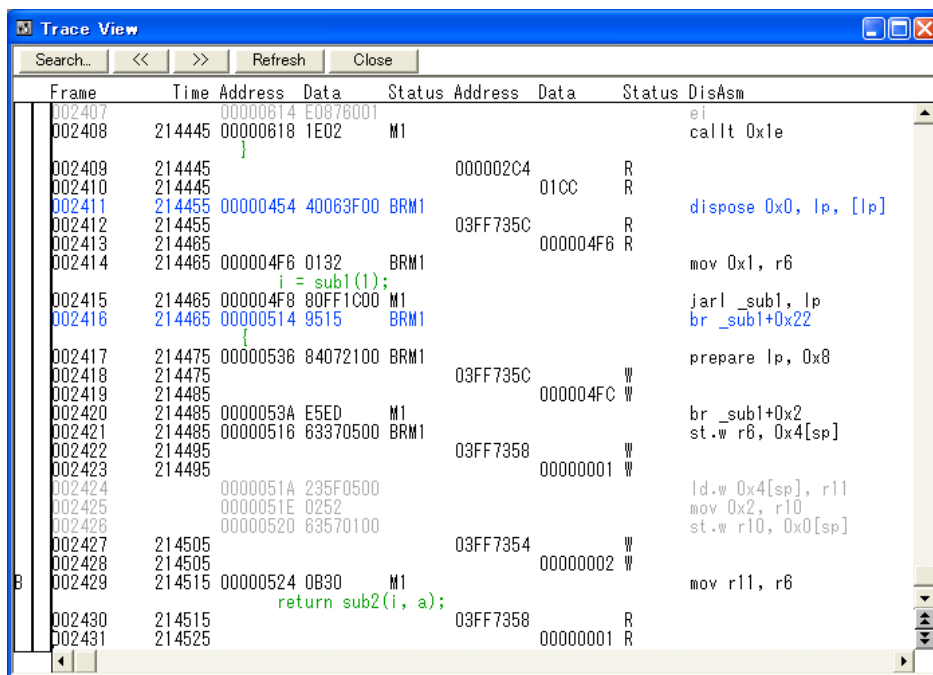 Trace View
Search... << >> Refresh Close
Frame Time Address Data Status Address Data Status DisAsm
002407 00000614 E0876001 ei
002408 214445 00000618 1E02 M1 callt 0x1e
}
002409 214445 000002C4 R
002410 214445 01CC R
002411 214455 00000454 40063F00 BRM1 dispose 0x0, lp, [lp]
002412 214455 03FF735C R
002413 214465 000004F6 R
002414 214465 000004F6 0132 BRM1 mov 0x1, r6
i = sub1(1);
002415 214465 000004F8 80FF1C00 M1 jarl _sub1, lp
002416 214465 00000514 9515 BRM1 br _sub1+0x22
{
002417 214475 00000536 84072100 BRM1 prepare lp, 0x8
002418 214475 03FF735C W
002419 214485 000004FC W
002420 214485 0000053A E5ED M1 br _sub1+0x2
002421 214485 00000516 63370500 BRM1 st.w r6, 0x4[sp]
002422 214495 03FF7358 W
002423 214495 00000001 W
002424 0000051A 235F0500 ld.w 0x4[sp], r11
002425 0000051E 0252 mov 0x2, r10
002426 00000520 63570100 st.w r10, 0x0[sp]
002427 214505 03FF7354 W
002428 214505 00000002 W
B 002429 214515 00000524 0B30 M1 mov r11, r6
return sub2(i, a);
002430 214515 03FF7358 R
002431 214525 00000001 R